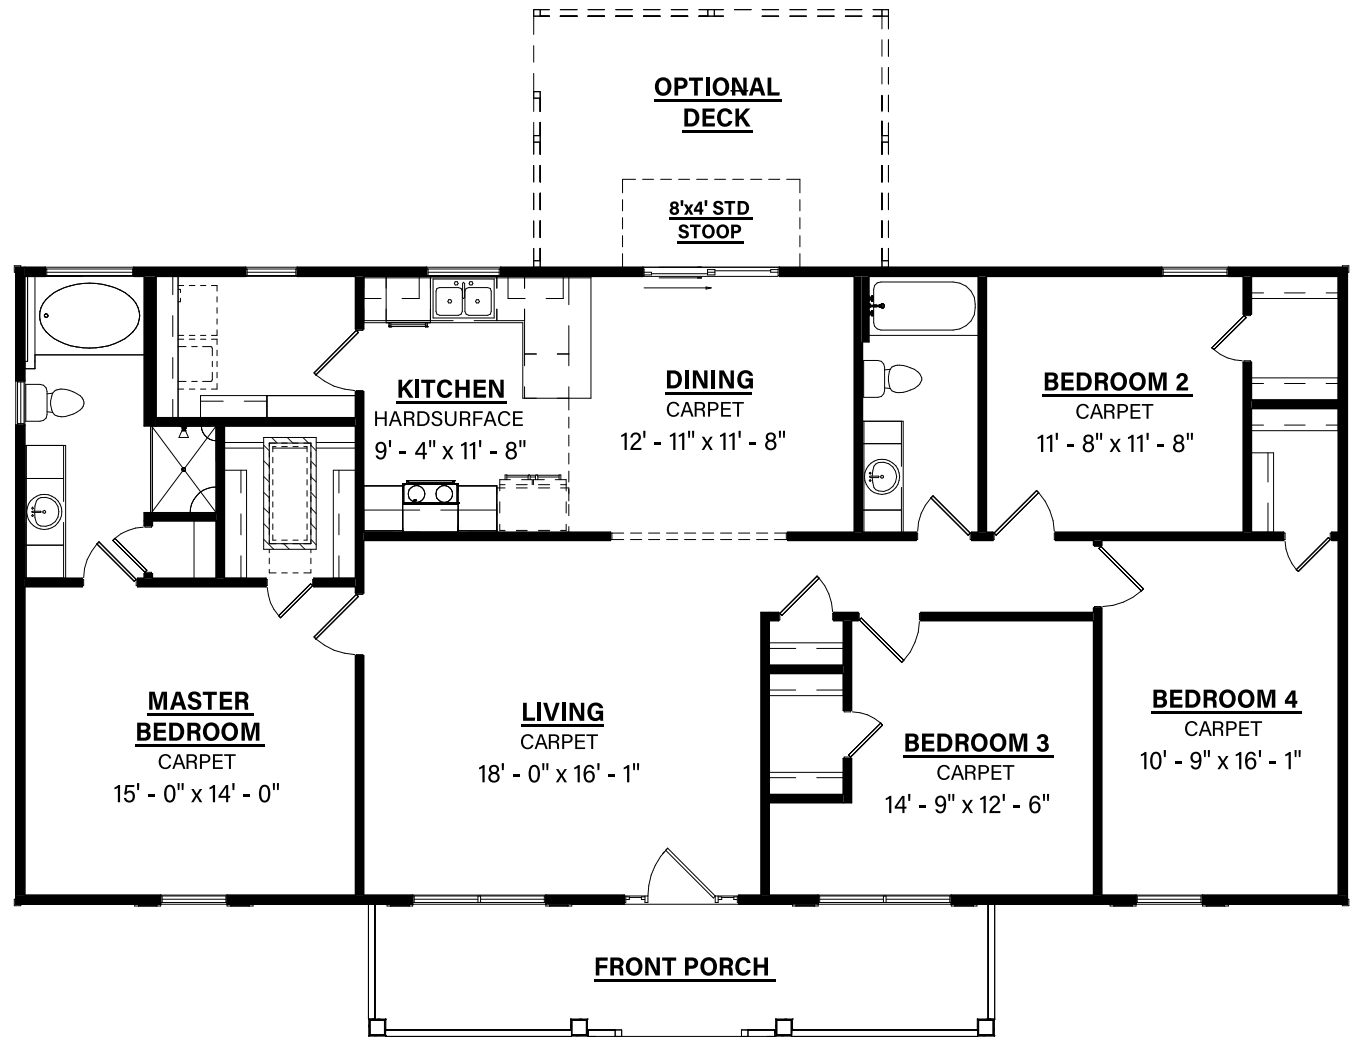 OPTIONAL
DECK
8'x4' STD
STOOP
KITCHEN
HARDSURFACE
9' - 4" x 11' - 8"
DINING
CARPET
12' - 11" x 11' - 8"
BEDROOM 2
CARPET
11' - 8" x 11' - 8"
MASTER
BEDROOM
CARPET
15' - 0" x 14' - 0"
LIVING
CARPET
18' - 0" x 16' - 1"
BEDROOM 3
CARPET
14' - 9" x 12' - 6"
BEDROOM 4
CARPET
10' - 9" x 16' - 1"
FRONT PORCH